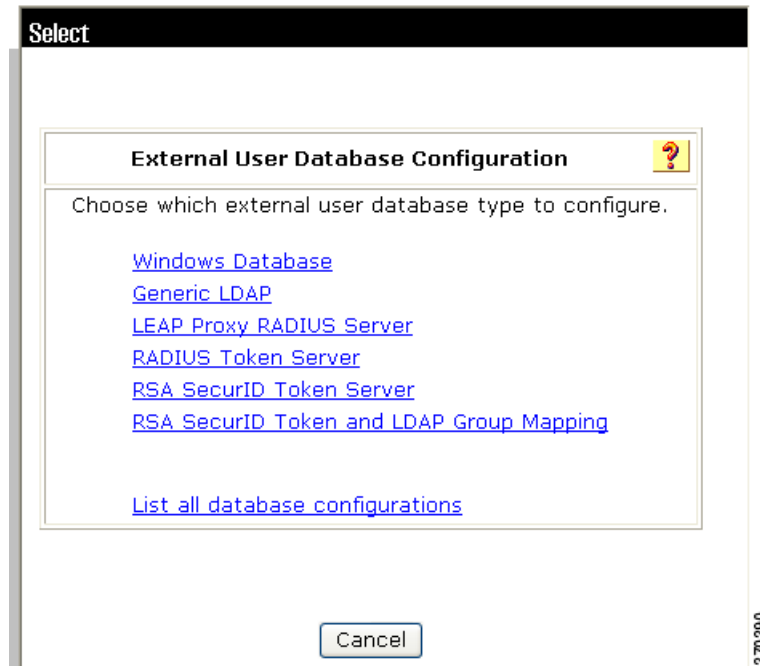 Select
External User Database Configuration
?
Choose which external user database type to configure.
Windows Database
Generic LDAP
LEAP Proxy RADIUS Server
RADIUS Token Server
RSA SecurID Token Server
RSA SecurID Token and LDAP Group Mapping
List all database configurations
Cancel